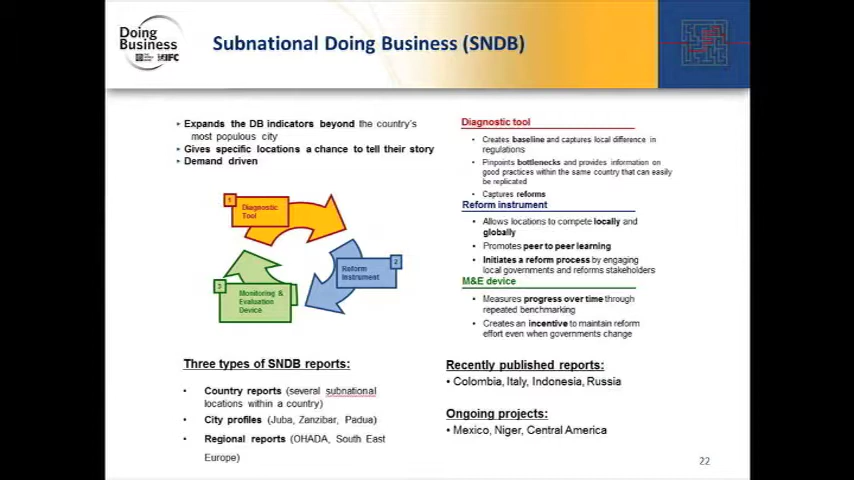 Doing
Business
IFC
Subnational Doing Business (SNDB)
Expands the DB indicators beyond the country's
most populous city
Gives specific locations a chance to tell their story
Demand driven
1
Diagnostic
Tool
2
Reform
Instrument
3
Monitoring &
Evaluation
Device
Three types of SNDB reports:
• Country reports (several subnational
locations within a country)
• City profiles (Juba, Zanzibar, Padua)
• Regional reports (OHADA, South East
Europe)
Diagnostic tool
• Creates baseline and captures local difference in
regulations
• Pinpoints bottlenecks and provides information on
good practices within the same country that can easily
be replicated
• Captures reforms
Reform instrument
• Allows locations to compete locally and
globally
• Promotes peer to peer learning
• Initiates a reform process by engaging
local governments and reforms stakeholders
M&E device
• Measures progress over time through
repeated benchmarking
• Creates an incentive to maintain reform
effort even when governments change
Recently published reports:
• Colombia, Italy, Indonesia, Russia
Ongoing projects:
• Mexico, Niger, Central America
22